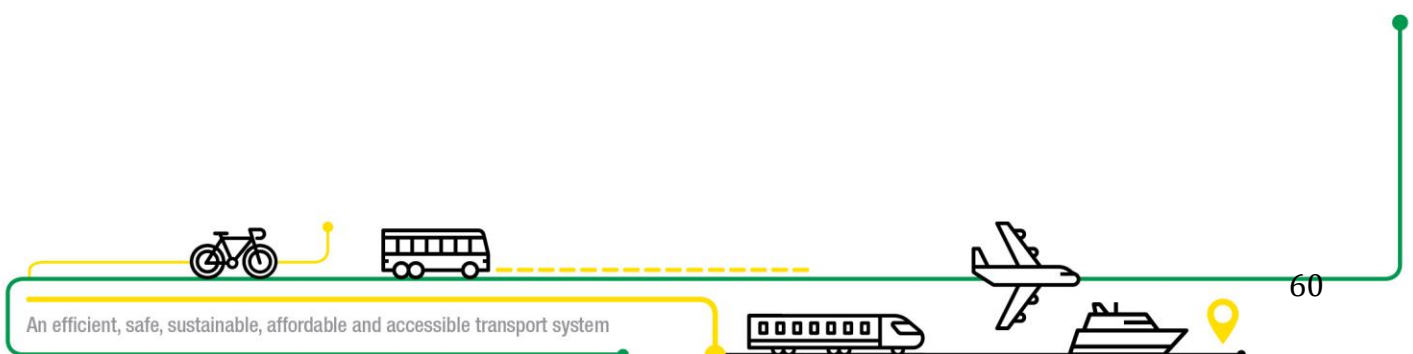 60
An efficient, safe, sustainable, affordable and accessible transport system